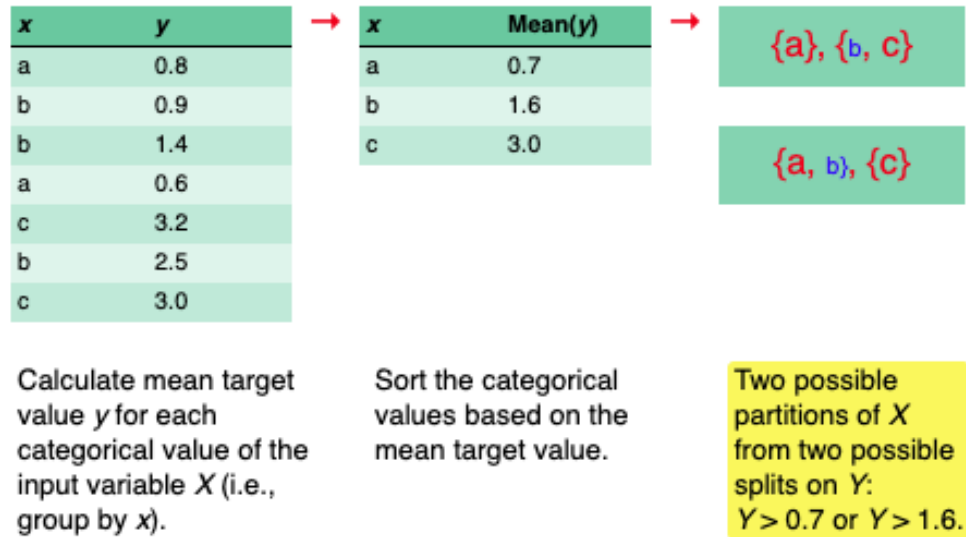 x y
a 0.8
b 0.9
b 1.4
a 0.6
c 3.2
b 2.5
c 3.0
→
x Mean(y)
a 0.7
b 1.6
c 3.0
→
{a}, {b, c}
{a, b}, {c}
Calculate mean target
value y for each
categorical value of the
input variable X (i.e.,
group by x).
Sort the categorical
values based on the
mean target value.
Two possible
partitions of X
from two possible
splits on Y:
Y > 0.7 or Y > 1.6.